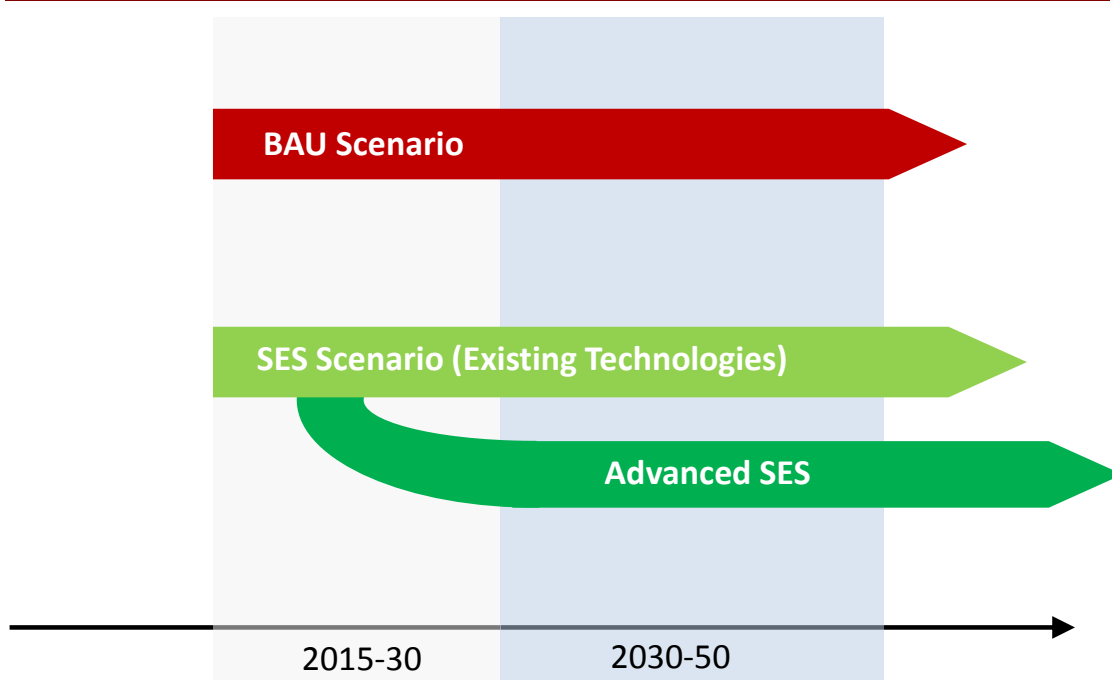 BAU Scenario
SES Scenario (Existing Technologies)
Advanced SES
2015-30
2030-50